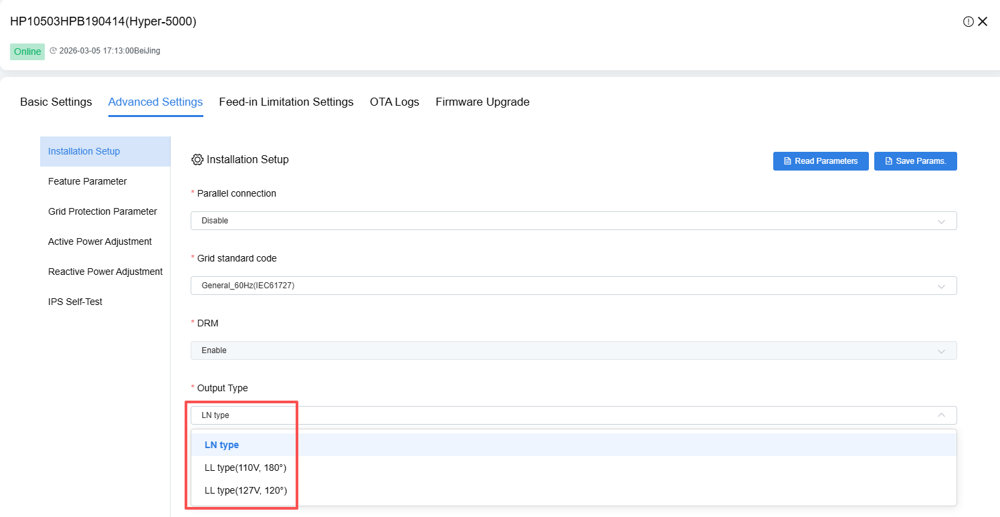 HP10503HPB190414(Hyper-5000)
Online 2026-03-05 17:13:00BeiJing
Basic Settings Advanced Settings Feed-in Limitation Settings OTA Logs Firmware Upgrade
Installation Setup
Feature Parameter
Grid Protection Parameter
Active Power Adjustment
Reactive Power Adjustment
IPS Self-Test
Installation Setup Read Parameters Save Params.
* Parallel connection
Disable
* Grid standard code
General_60Hz(IEC61727)
* DRM
Enable
* Output Type
LN type
LN type
LL type(110V, 180°)
LL type(127V, 120°)